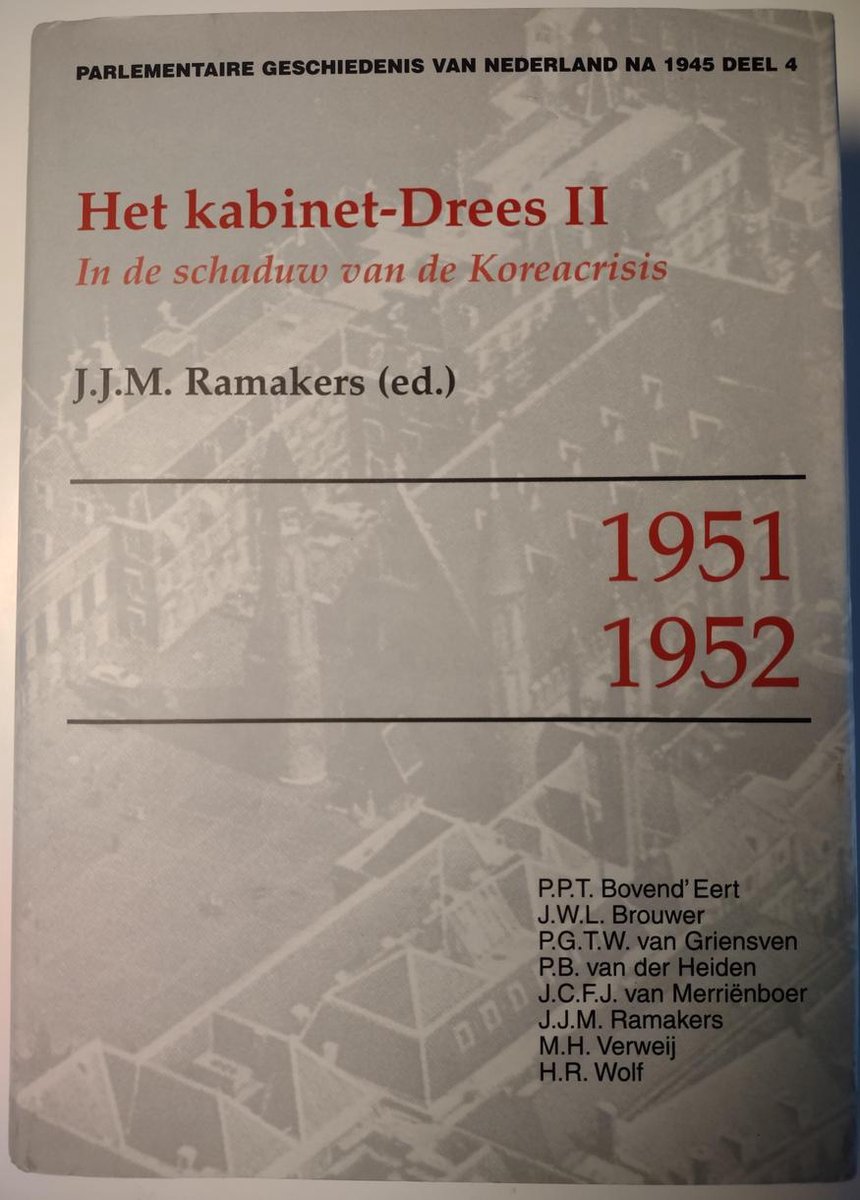 PARLEMENTAIRE GESCHIEDENIS VAN NEDERLAND NA 1945 DEEL 4
Het kabinet-Drees II
In de schaduw van de Koreacrisis
J.J.M. Ramakers (ed.)
1951
1952
P.P.T. Bovend'Eert
J.W.L. Brouwer
P.G.T.W. van Griensven
P.B. van der Heiden
J.C.F.J. van Merriënboer
J.J.M. Ramakers
M.H. Verweij
H.R. Wolf